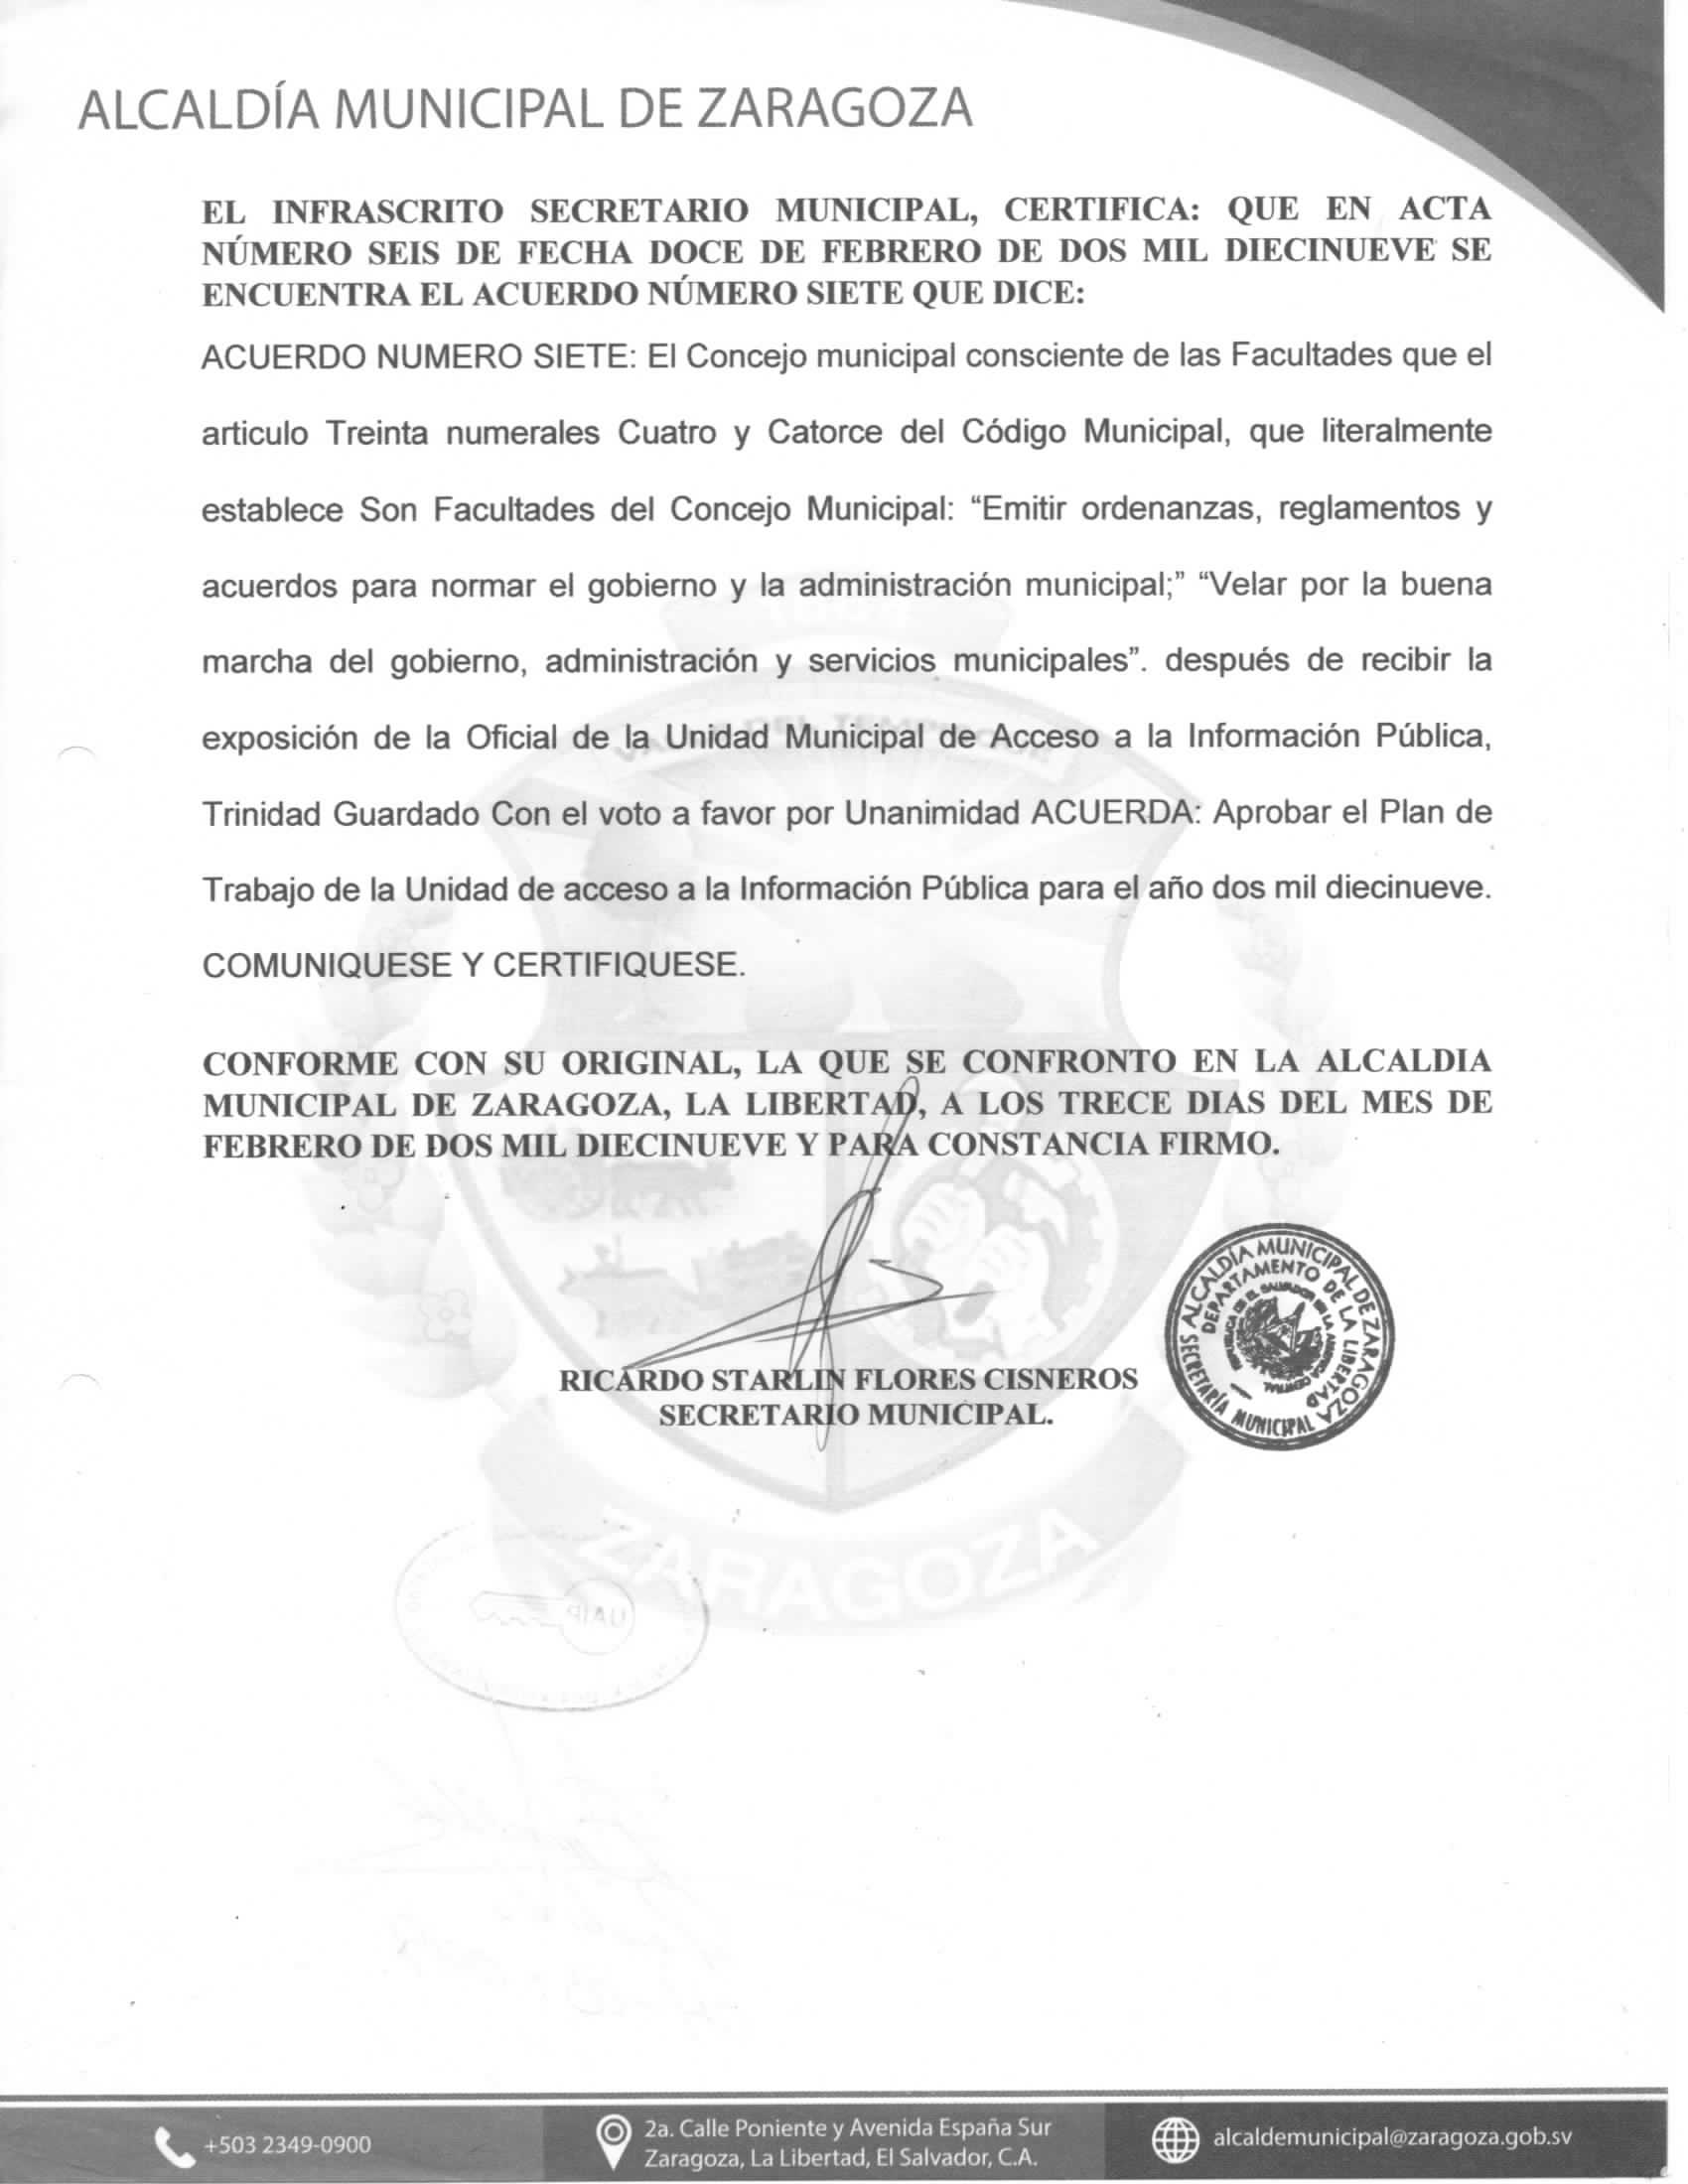 ALCALDÍA MUNICIPAL DE ZARAGOZA
EL INFRASCRITO SECRETARIO MUNICIPAL, CERTIFICA: QUE EN ACTA
NÚMERO SEIS DE FECHA DOCE DE FEBRERO DE DOS MIL DIECINUEVE SE
ENCUENTRA EL ACUERDO NÚMERO SIETE QUE DICE:
ACUERDO NUMERO SIETE: El Concejo municipal consciente de las Facultades que el
articulo Treinta numerales Cuatro y Catorce del Código Municipal, que literalmente
establece Son Facultades del Concejo Municipal: “Emitir ordenanzas, reglamentos y
acuerdos para normar el gobierno y la administración municipal;” “Velar por la buena
marcha del gobierno, administración y servicios municipales”. después de recibir la
exposición de la Oficial de la Unidad Municipal de Acceso a la Información Pública,
Trinidad Guardado Con el voto a favor por Unanimidad ACUERDA: Aprobar el Plan de
Trabajo de la Unidad de acceso a la Información Pública para el año dos mil diecinueve.
COMUNIQUESE Y CERTIFIQUESE.
CONFORME CON SU ORIGINAL, LA QUE SE CONFRONTO EN LA ALCALDIA
MUNICIPAL DE ZARAGOZA, LA LIBERTAD, A LOS TRECE DIAS DEL MES DE
FEBRERO DE DOS MIL DIECINUEVE Y PARA CONSTANCIA FIRMO.
RICARDO STARLIN FLORES CISNEROS
SECRETARIO MUNICIPAL.
ALCALDÍA MUNICIPAL DE ZARAGOZA
DEPARTAMENTO DE LA LIBERTAD
SECRETARÍA MUNICIPAL
ZARAGOZA
UAIP
+503 2349-0900
2a. Calle Poniente y Avenida España Sur
Zaragoza, La Libertad, El Salvador, C.A.
alcaldemunicipal@zaragoza.gob.sv